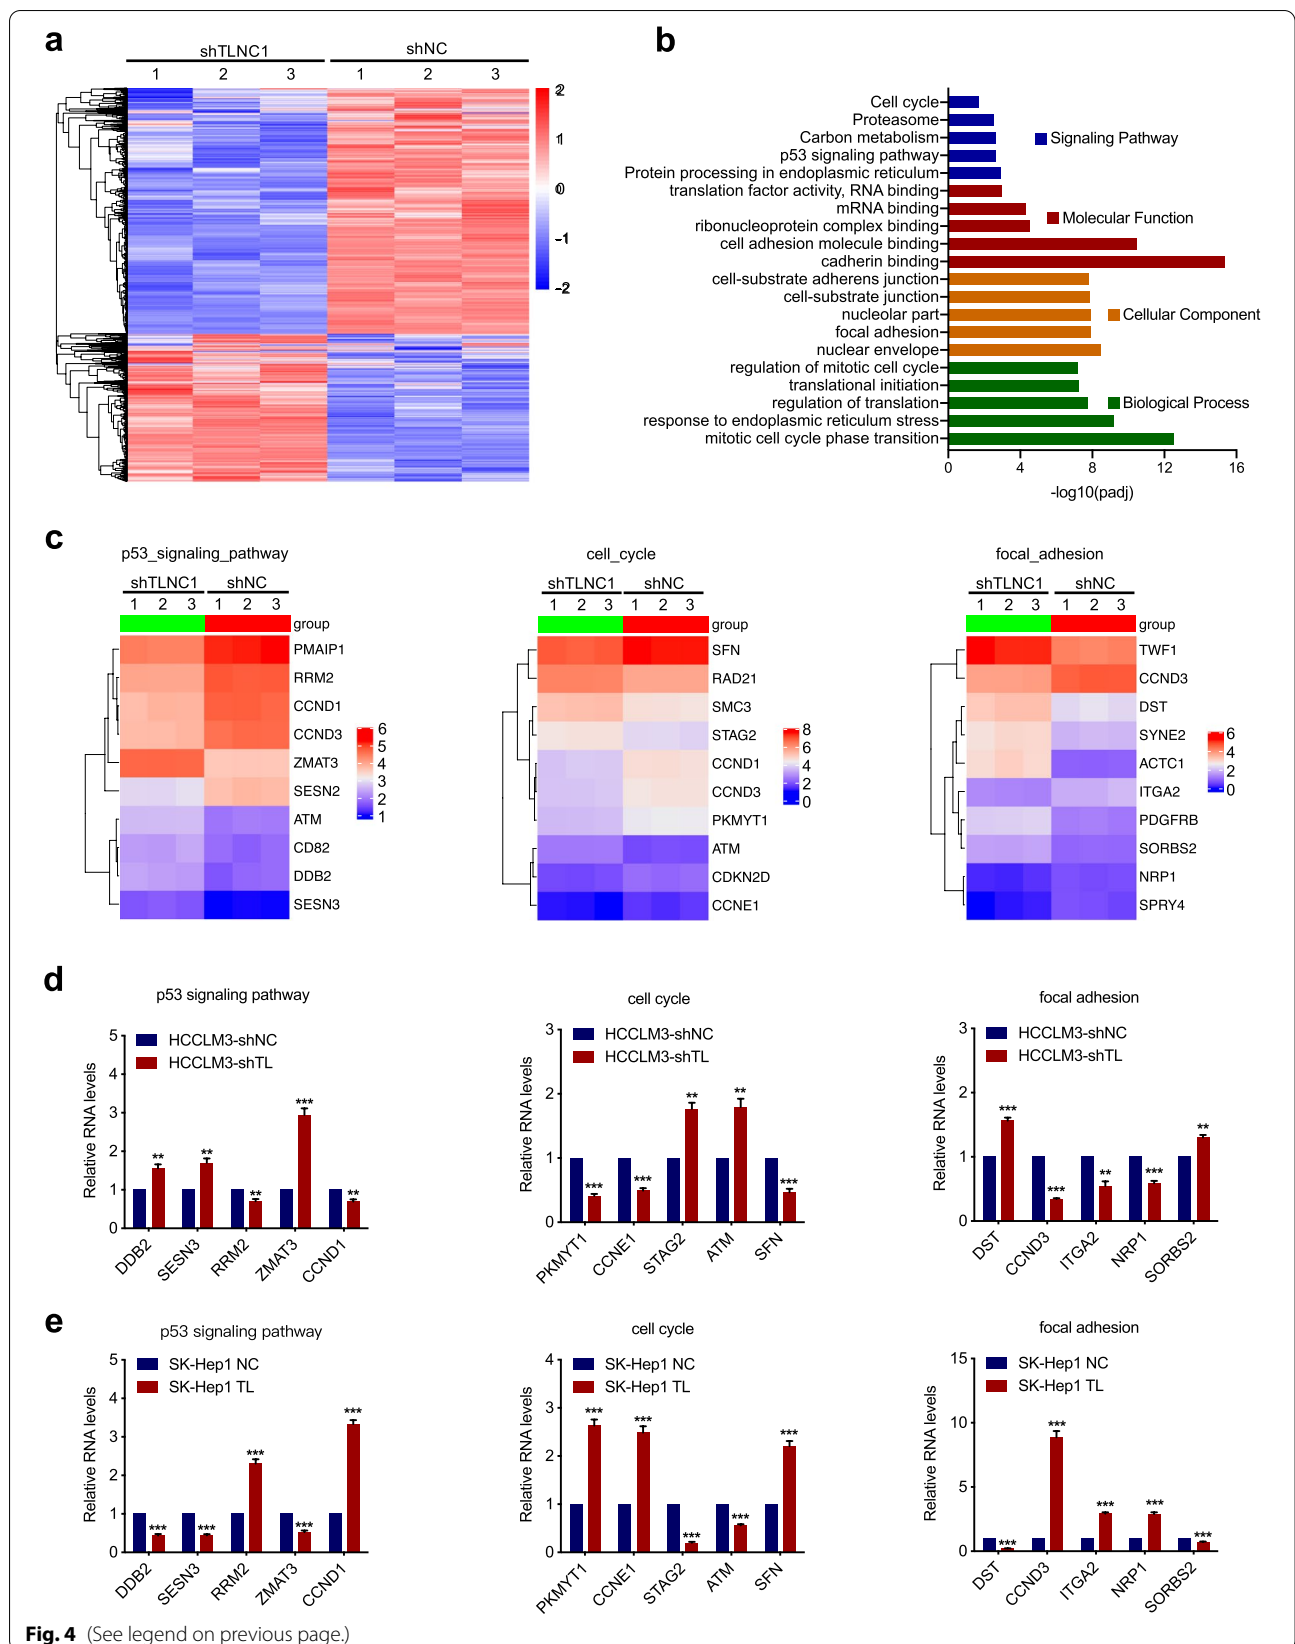 a
shTLNC1 shNC
1 2 3 1 2 3
2
1
0
-1
-2
b
Cell cycle
Proteasome
Carbon metabolism
p53 signaling pathway
Protein processing in endoplasmic reticulum
translation factor activity, RNA binding
mRNA binding
ribonucleoprotein complex binding
cell adhesion molecule binding
cadherin binding
cell-substrate adherens junction
cell-substrate junction
nucleolar part
focal adhesion
nuclear envelope
regulation of mitotic cell cycle
translational initiation
regulation of translation
response to endoplasmic reticulum stress
mitotic cell cycle phase transition
Signaling Pathway
Molecular Function
Cellular Component
Biological Process
0 4 8 12 16
-log10(padj)
c
p53_signaling_pathway
shTLNC1 shNC
1 2 3 1 2 3
group
PMAIP1
RRM2
CCND1
CCND3
ZMAT3
SESN2
ATM
CD82
DDB2
SESN3
6
5
4
3
2
1
cell_cycle
shTLNC1 shNC
1 2 3 1 2 3
group
SFN
RAD21
SMC3
STAG2
CCND1
CCND3
PKMYT1
ATM
CDKN2D
CCNE1
8
6
4
2
0
focal_adhesion
shTLNC1 shNC
1 2 3 1 2 3
group
TWF1
CCND3
DST
SYNE2
ACTC1
ITGA2
PDGFRB
SORBS2
NRP1
SPRY4
6
4
2
0
d
p53 signaling pathway
HCCLM3-shNC
HCCLM3-shTL
Relative RNA levels
5
4
3
2
1
0
** ** ** *** **
DDB2 SESN3 RRM2 ZMAT3 CCND1
cell cycle
HCCLM3-shNC
HCCLM3-shTL
Relative RNA levels
3
2
1
0
*** *** ** ** ***
PKMYT1 CCNE1 STAG2 ATM SFN
focal adhesion
HCCLM3-shNC
HCCLM3-shTL
Relative RNA levels
3
2
1
0
*** *** ** *** **
DST CCND3 ITGA2 NRP1 SORBS2
e
p53 signaling pathway
SK-Hep1 NC
SK-Hep1 TL
Relative RNA levels
5
4
3
2
1
0
*** *** *** *** ***
DDB2 SESN3 RRM2 ZMAT3 CCND1
cell cycle
SK-Hep1 NC
SK-Hep1 TL
Relative RNA levels
4
3
2
1
0
*** *** *** *** ***
PKMYT1 CCNE1 STAG2 ATM SFN
focal adhesion
SK-Hep1 NC
SK-Hep1 TL
Relative RNA levels
15
10
5
0
*** *** *** *** ***
DST CCND3 ITGA2 NRP1 SORBS2
Fig. 4 (See legend on previous page.)